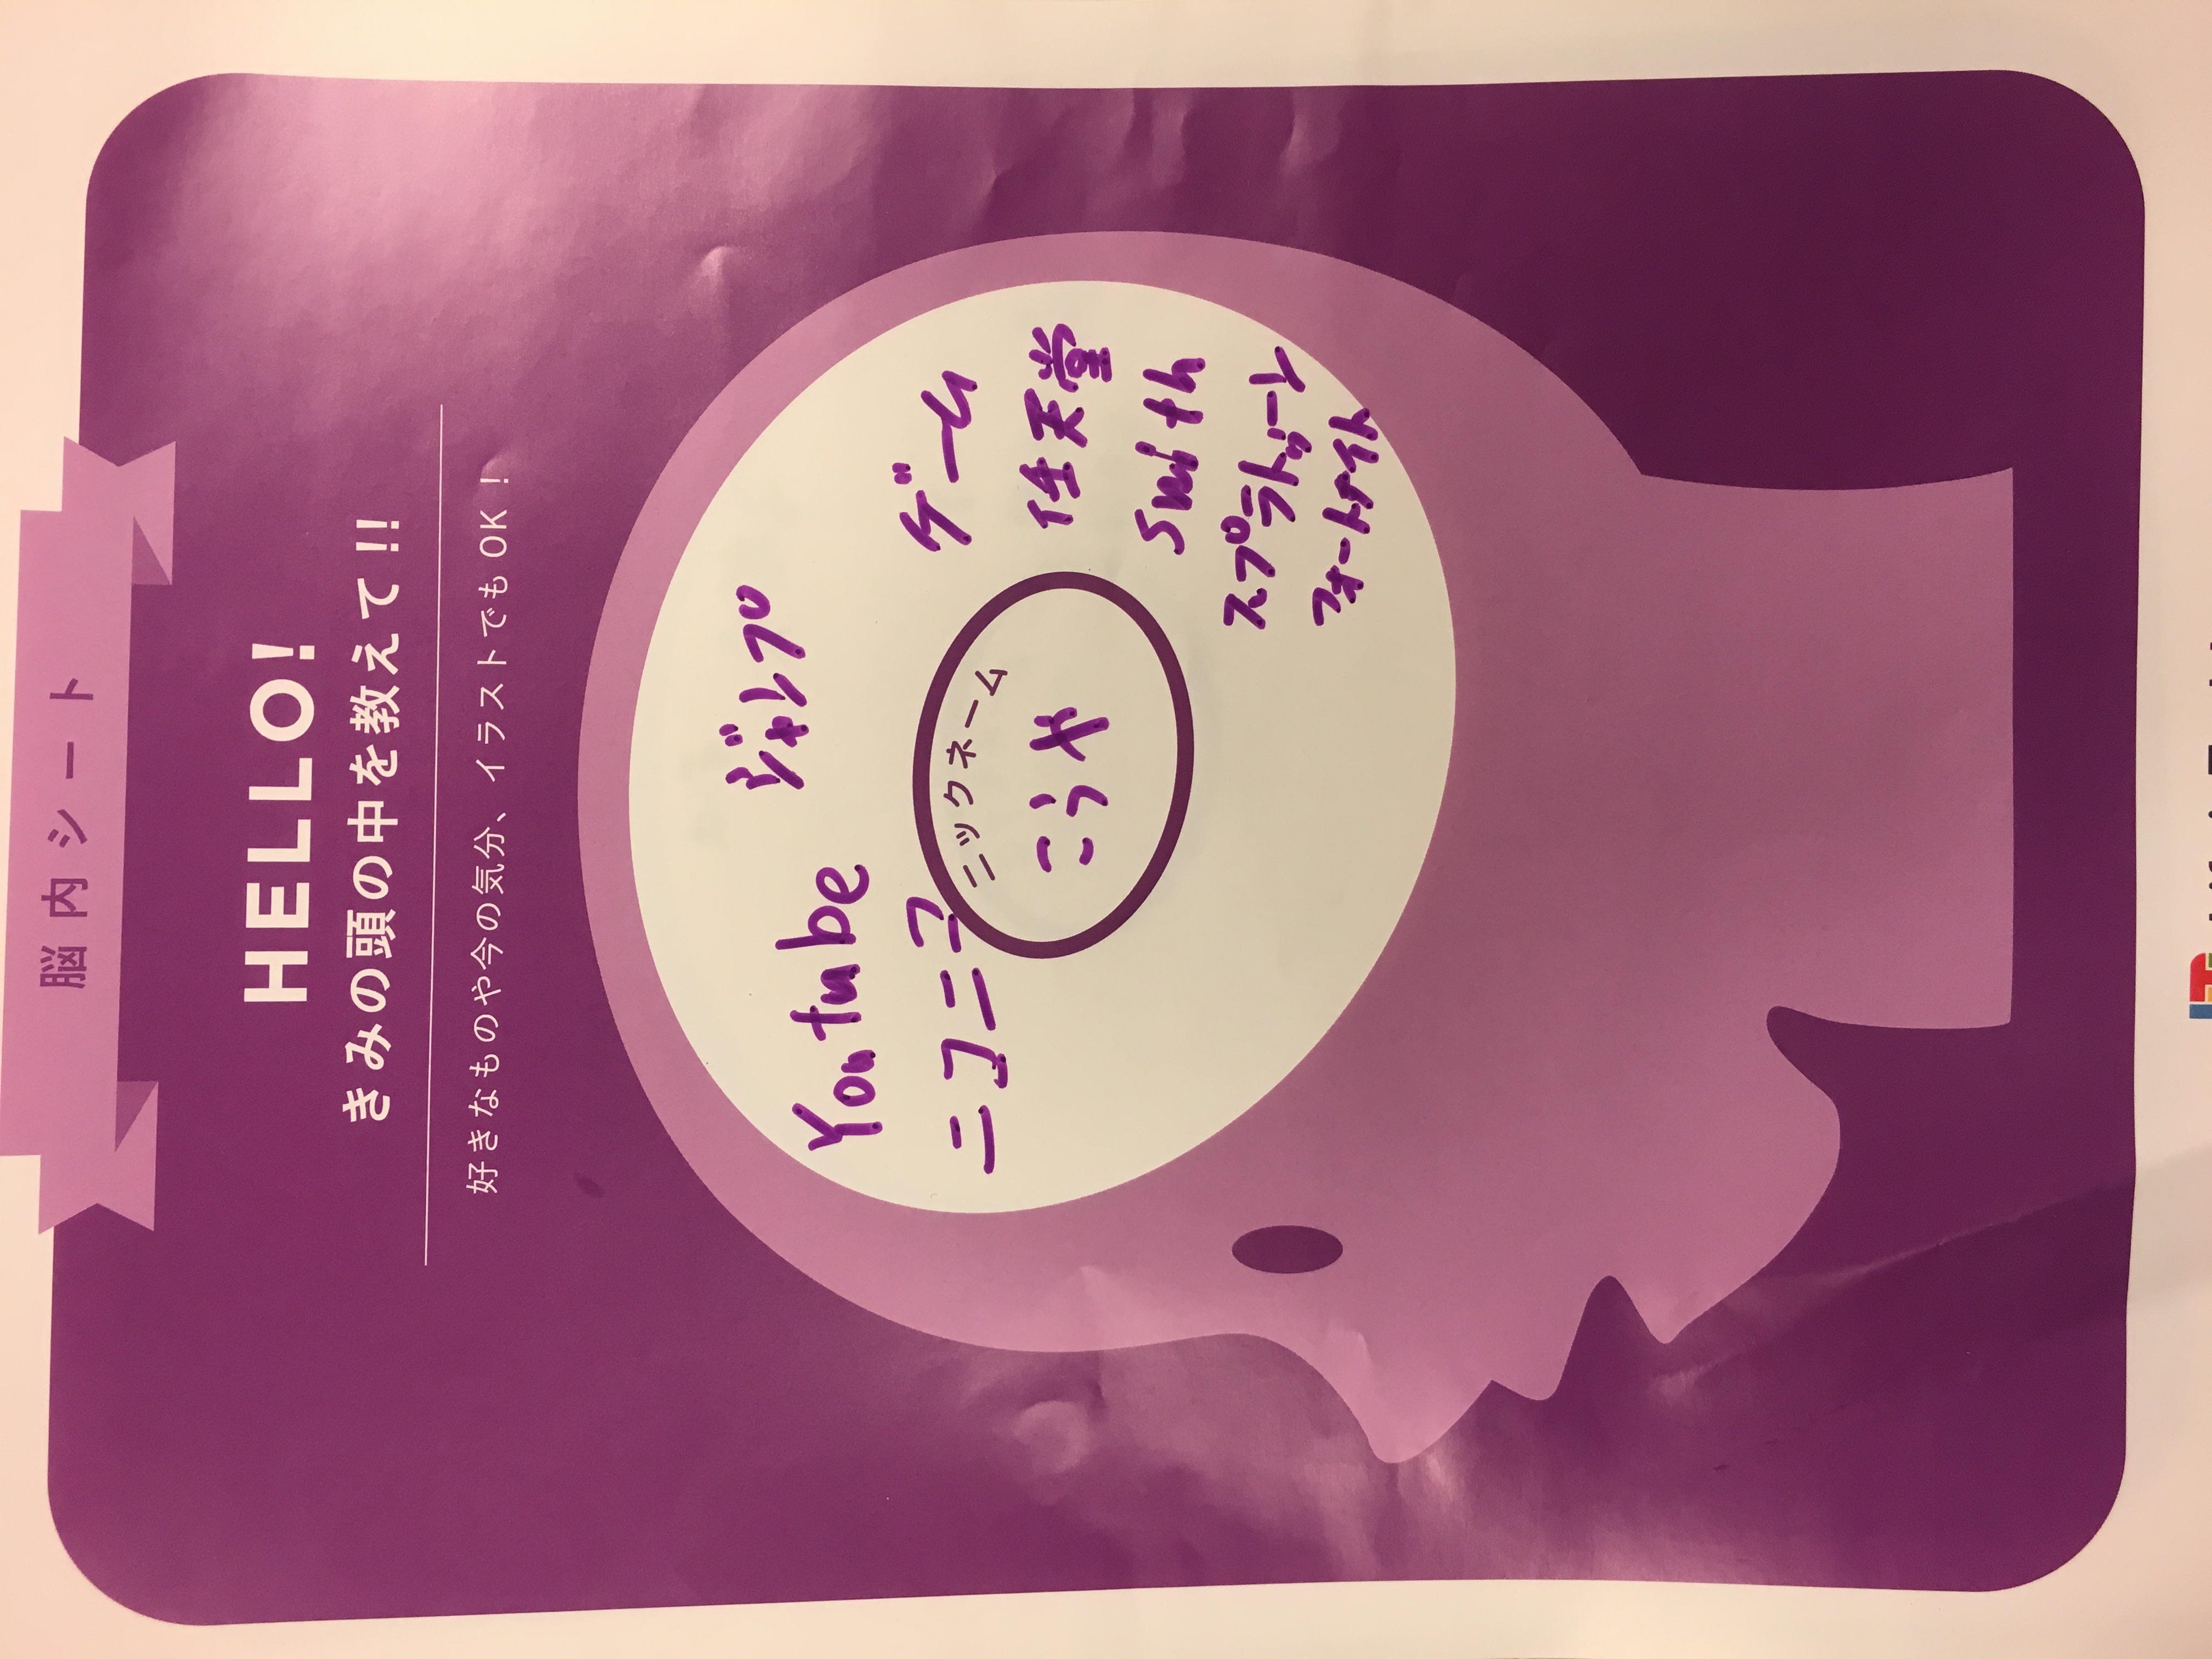 脳内シート
HELLO!
きみの頭の中を教えて!!
好きなものや今の気分、イラストでもOK!
ジャンプ
Youtube
ニコニコ
ニックネーム
こうや
ゲーム
任天堂
smith
スプラトゥーン
フォートナイト